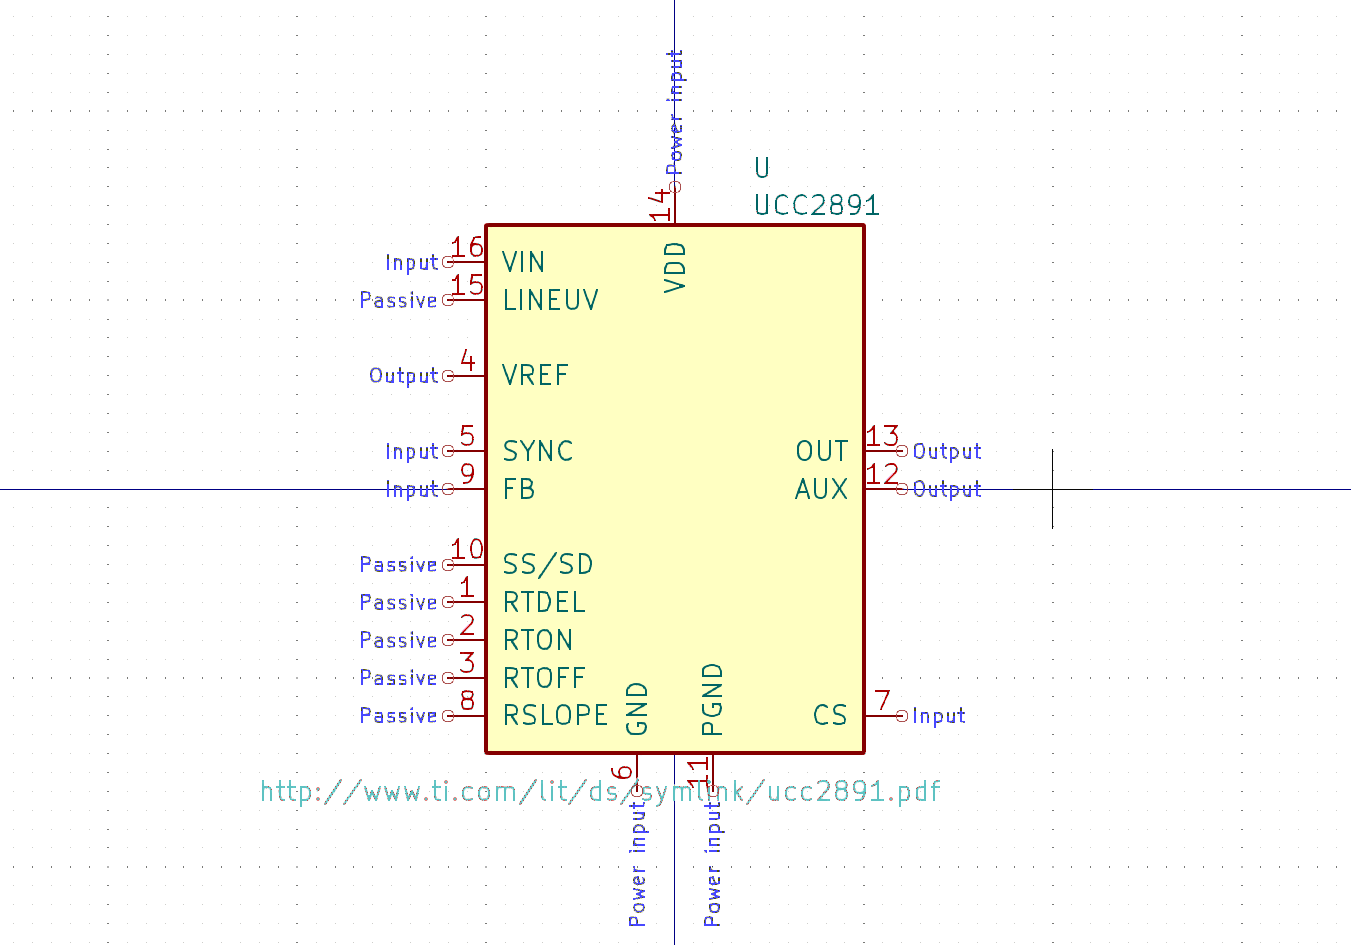 Power input
14
U
UCC2891
VDD
Input 16 VIN
Passive 15 LINEUV
Output 4 VREF
Input 5 SYNC
OUT 13 Output
Input 9 FB
AUX 12 Output
Passive 10 SS/SD
Passive 1 RTDEL
Passive 2 RTON
Passive 3 RTOFF
Passive 8 RSLOPE
GND
PGND
CS 7 Input
6
11
http://www.ti.com/lit/ds/symlink/ucc2891.pdf
Power input
Power input